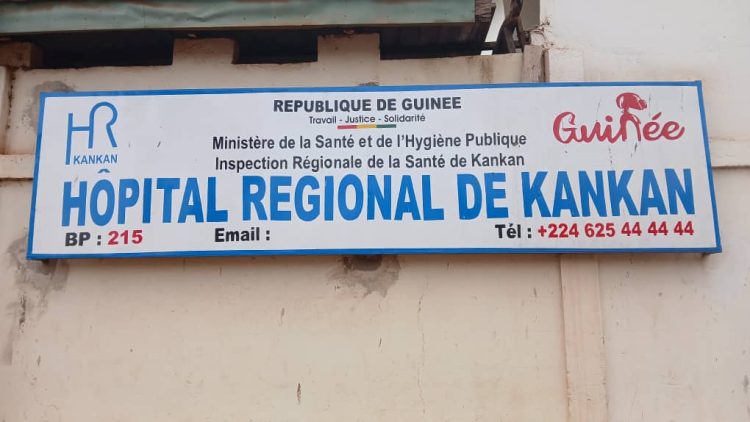 REPUBLIQUE DE GUINEE
Travail - Justice - Solidarité
HR
KANKAN
Guinée
Ministère de la Santé et de l'Hygiène Publique
Inspection Régionale de la Santé de Kankan
HÔPITAL REGIONAL DE KANKAN
BP : 215 Email : Tél : +224 625 44 44 44